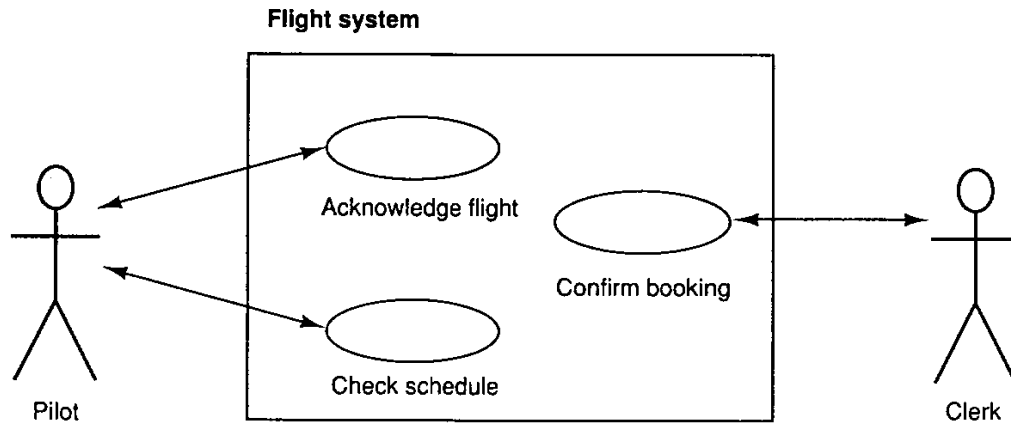 Flight system
Acknowledge flight
Confirm booking
Check schedule
Pilot
Clerk